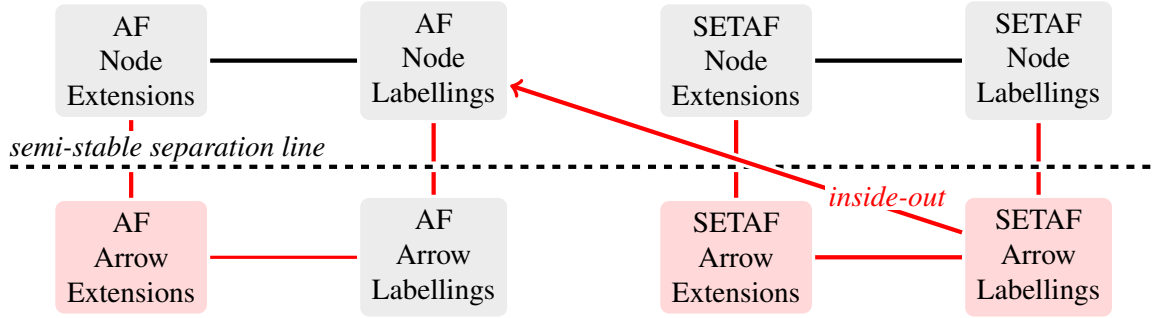 AF
Node
Extensions
AF
Node
Labellings
SETAF
Node
Extensions
SETAF
Node
Labellings
semi-stable separation line
inside-out
AF
Arrow
Extensions
AF
Arrow
Labellings
SETAF
Arrow
Extensions
SETAF
Arrow
Labellings